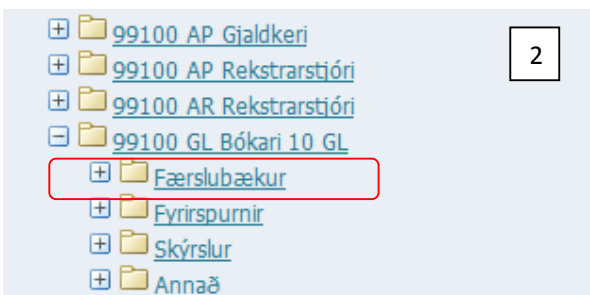 99100 AP Gjaldkeri
2
99100 AP Rekstrarstjóri
99100 AR Rekstrarstjóri
99100 GL Bókari 10 GL
Færslubækur
Fyrirspurnir
Skýrslur
Annað